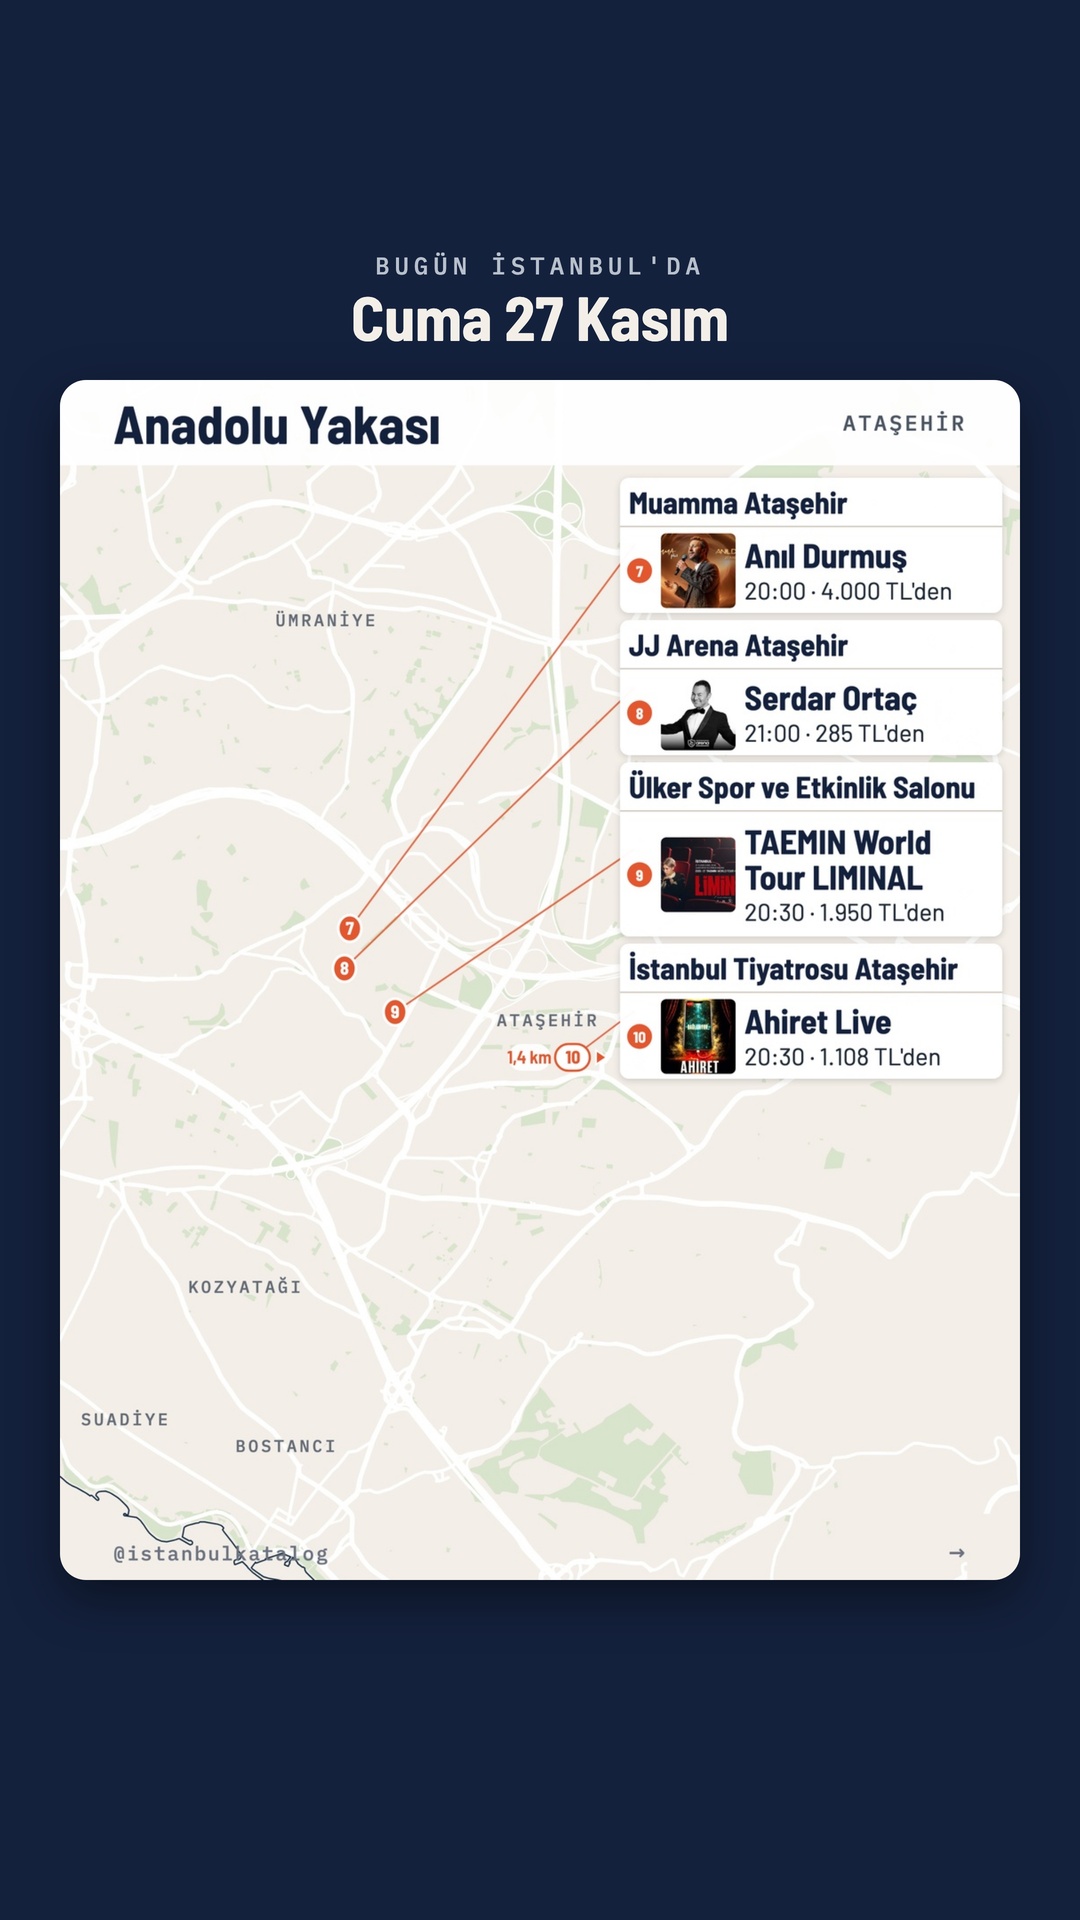 BUGÜN İSTANBUL'DA
Cuma 27 Kasım
Anadolu Yakası
ATAŞEHİR
Muamma Ataşehir
7
Anıl Durmuş
20:00 · 4.000 TL'den
JJ Arena Ataşehir
8
Serdar Ortaç
21:00 · 285 TL'den
Ülker Spor ve Etkinlik Salonu
9
LIMIN
TAEMIN World
Tour LIMINAL
20:30 · 1.950 TL'den
İstanbul Tiyatrosu Ataşehir
10
AHIRET
Ahiret Live
20:30 · 1.108 TL'den
ÜMRANİYE
7
8
9
ATAŞEHİR
1,4 km 10 ▸
KOZYATAĞI
SUADİYE
BOSTANCI
@istanbulkatalog
→